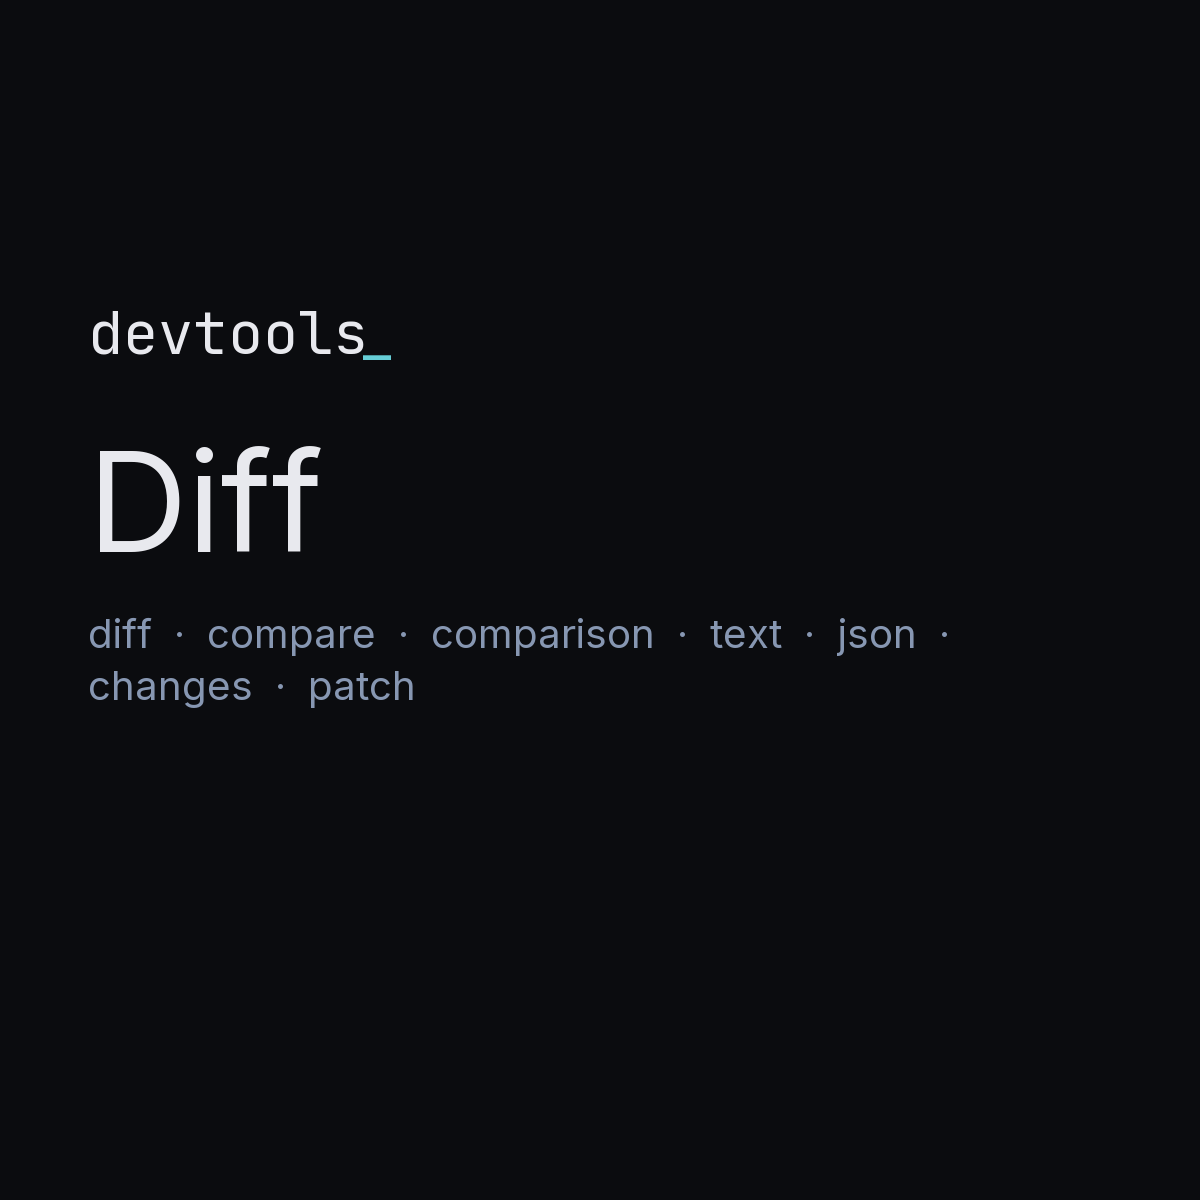 devtools_
Diff
diff · compare · comparison · text · json ·
changes · patch